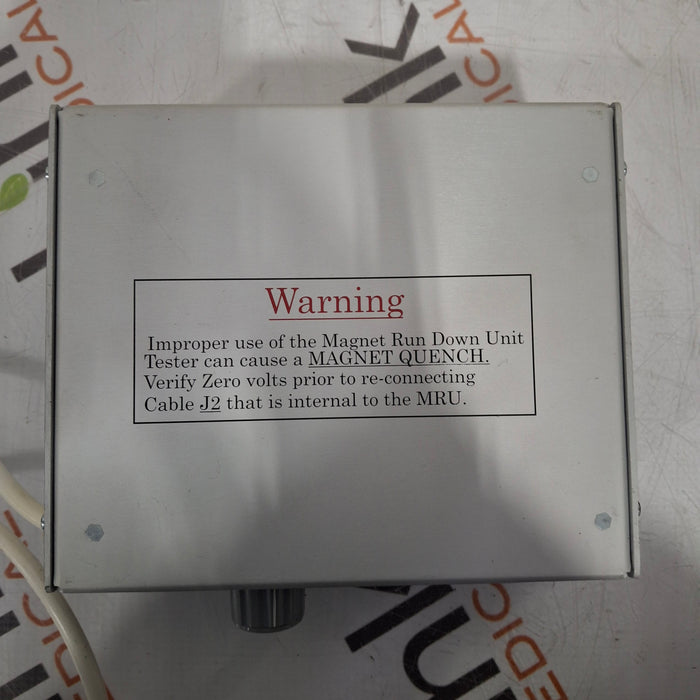 Warning
Improper use of the Magnet Run Down Unit
Tester can cause a MAGNET QUENCH.
Verify Zero volts prior to re-connecting
Cable J2 that is internal to the MRU.